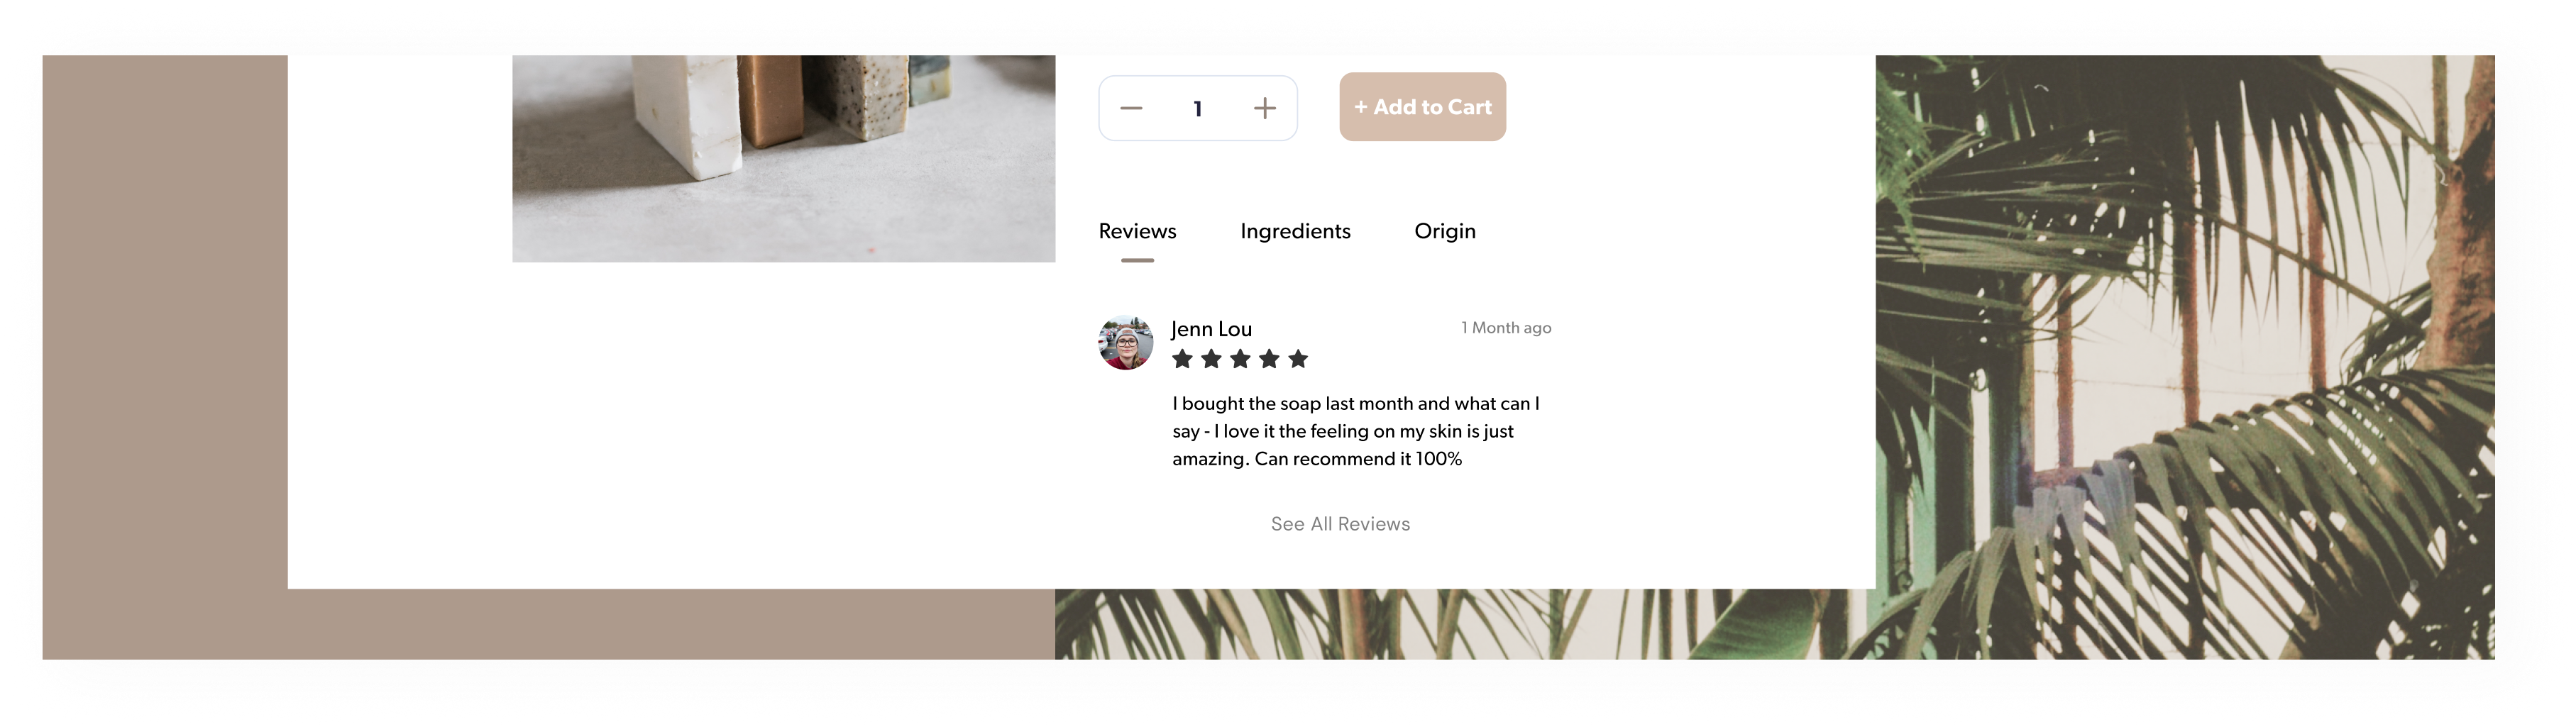 1
+ Add to Cart
Reviews Ingredients Origin
Jenn Lou
1 Month ago
I bought the soap last month and what can I
say - I love it the feeling on my skin is just
amazing. Can recommend it 100%
See All Reviews